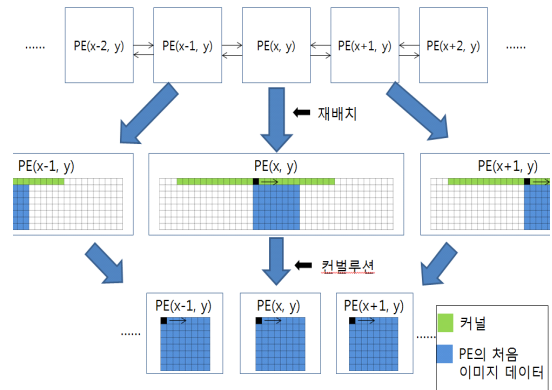 ...... PE(x-2, y) PE(x-1, y) PE(x, y) PE(x+1, y) PE(x+2, y) ......
재배치
PE(x-1, y) PE(x, y) PE(x+1, y)
컨벌루션
PE(x-1, y) PE(x, y) PE(x+1, y)
...... ......
커널
PE의 처음
이미지 데이터